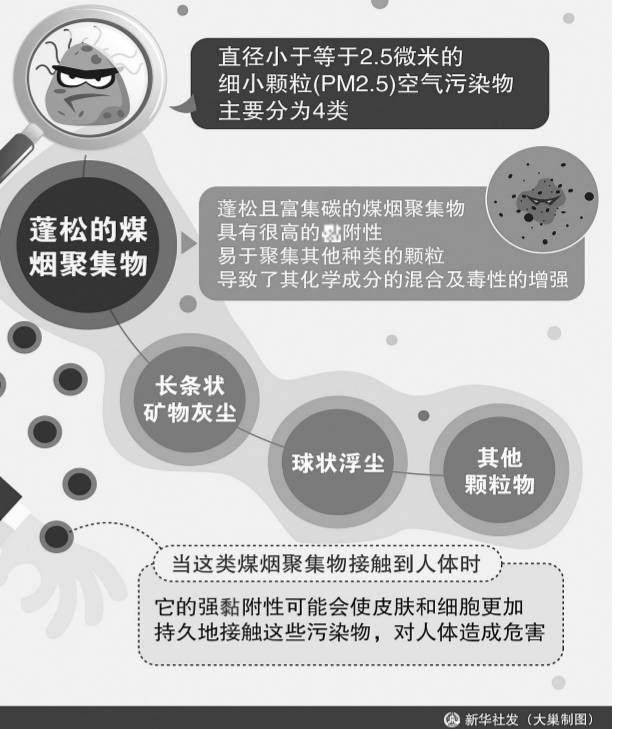 直径小于等于2.5微米的
细小颗粒(PM2.5)空气污染物
主要分为4类
蓬松的煤
烟聚集物
蓬松且富集碳的煤烟聚集物
具有很高的附性
易于聚集其他种类的颗粒
导致了其化学成分的混合及毒性的增强
长条状
矿物灰尘
球状浮尘
其他
颗粒物
当这类煤烟聚集物接触到人体时
它的强黏附性可能会使皮肤和细胞更加
持久地接触这些污染物，对人体造成危害
新华社发（大巢制图）